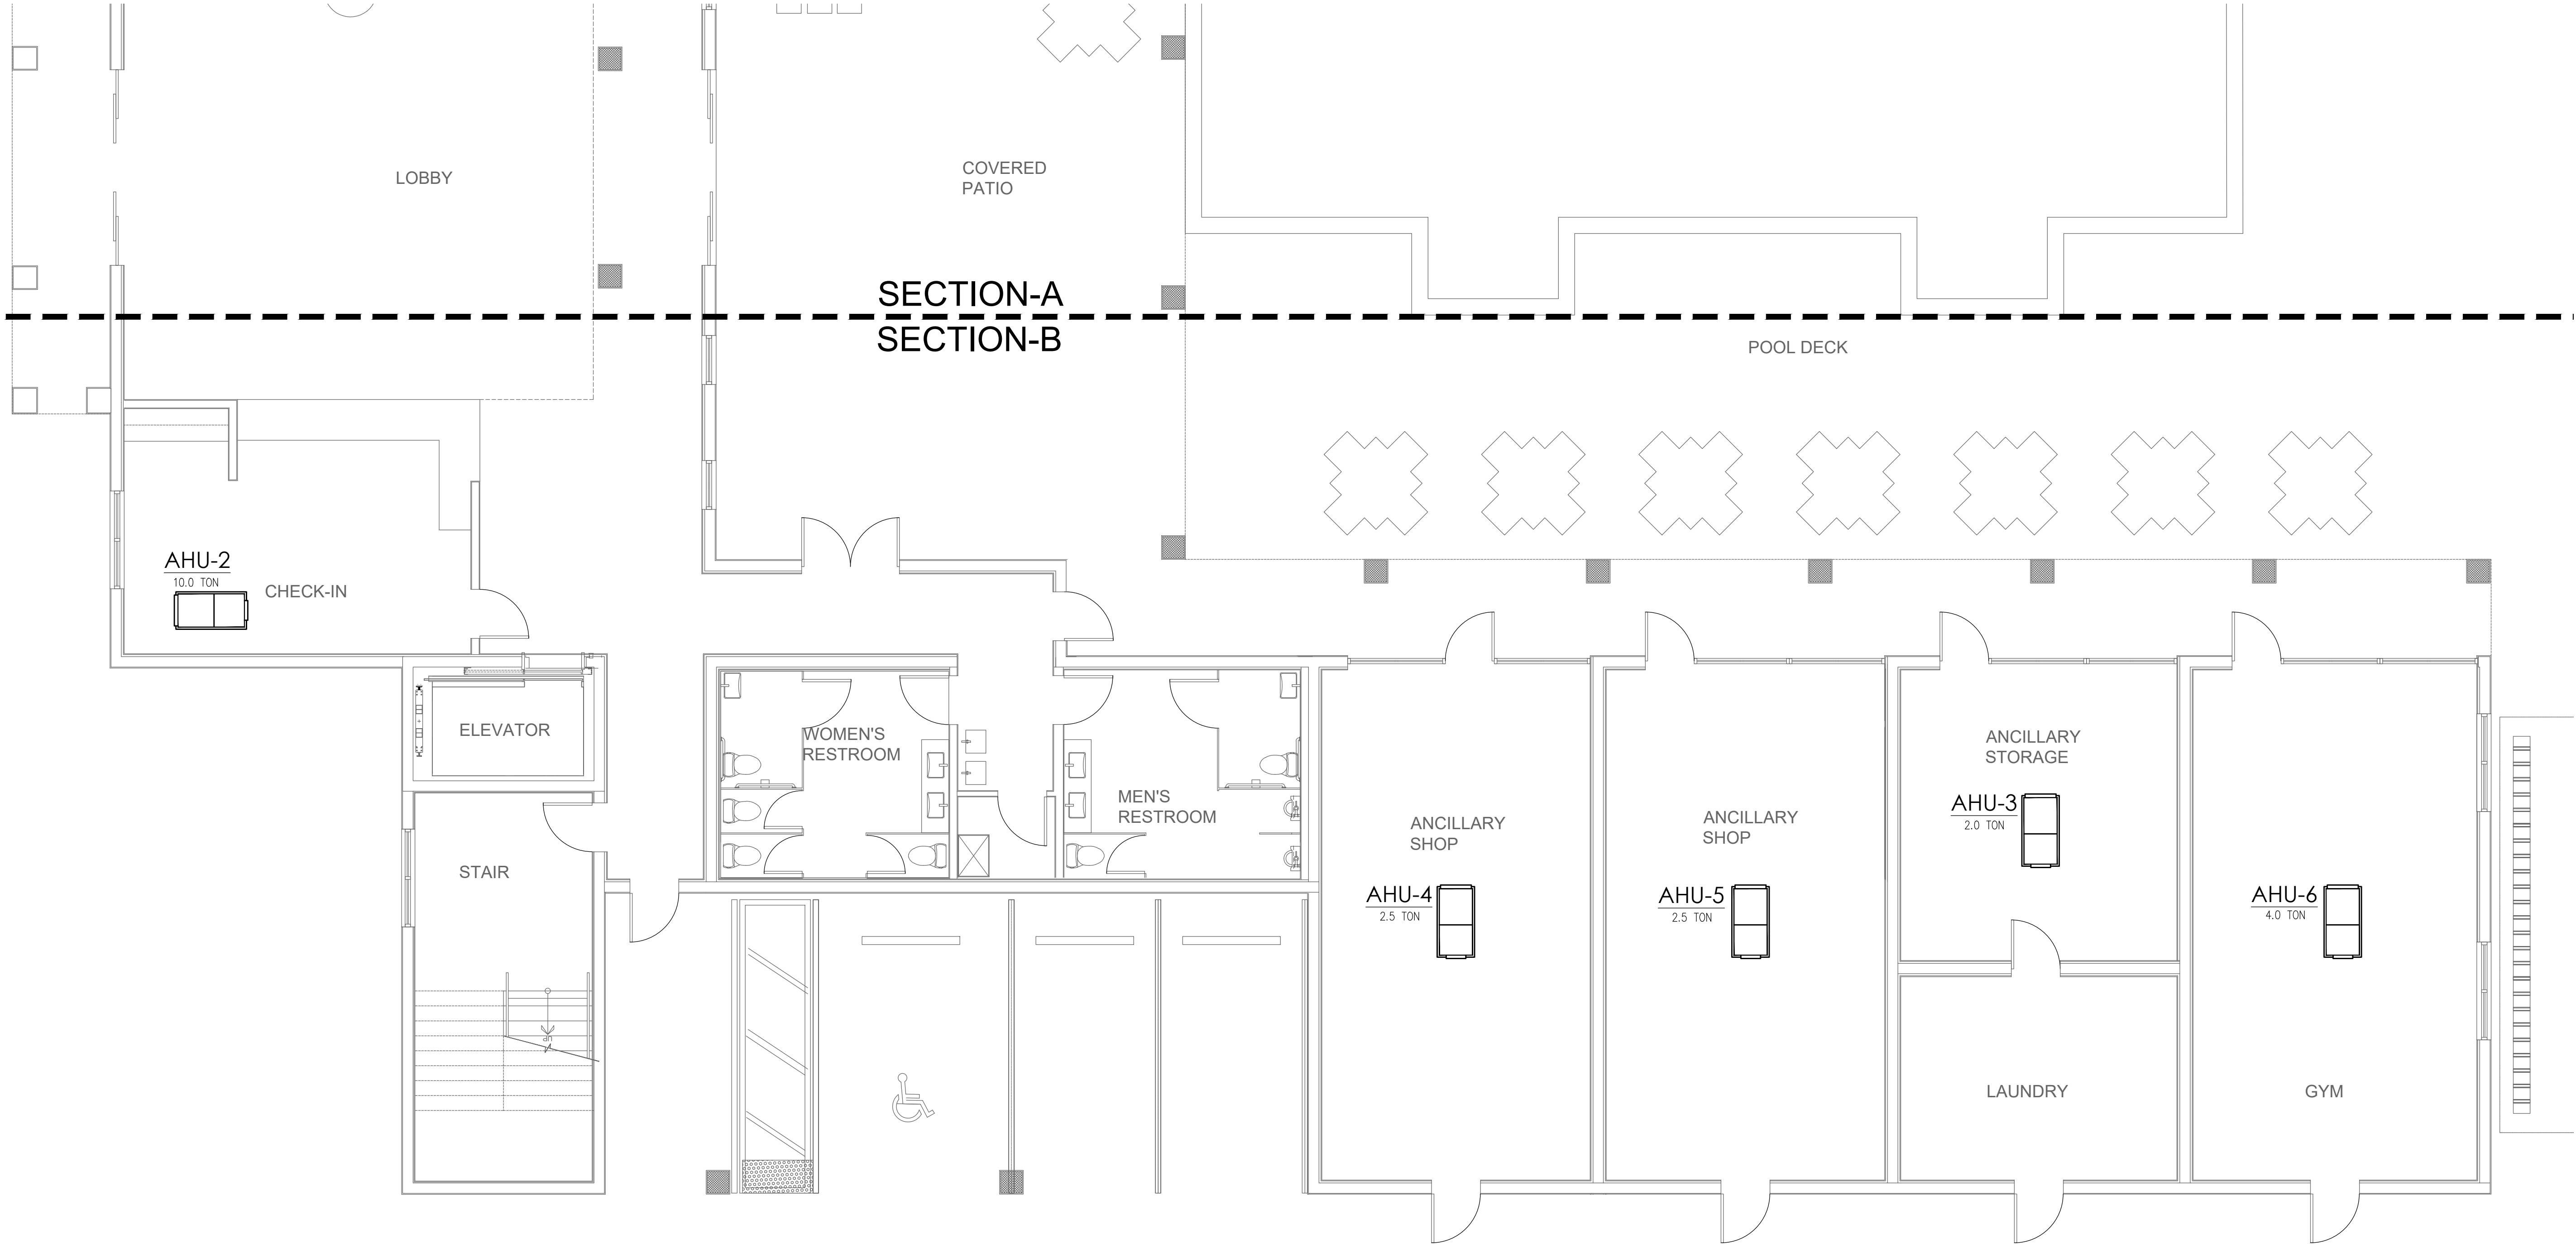 LOBBY
COVERED
PATIO
SECTION-A
SECTION-B
POOL DECK
AHU-2
10.0 TON
CHECK-IN
ELEVATOR
WOMEN'S
RESTROOM
MEN'S
RESTROOM
STAIR
UP
ANCILLARY
SHOP
AHU-4
2.5 TON
ANCILLARY
SHOP
AHU-5
2.5 TON
ANCILLARY
STORAGE
AHU-3
2.0 TON
AHU-6
4.0 TON
LAUNDRY
GYM